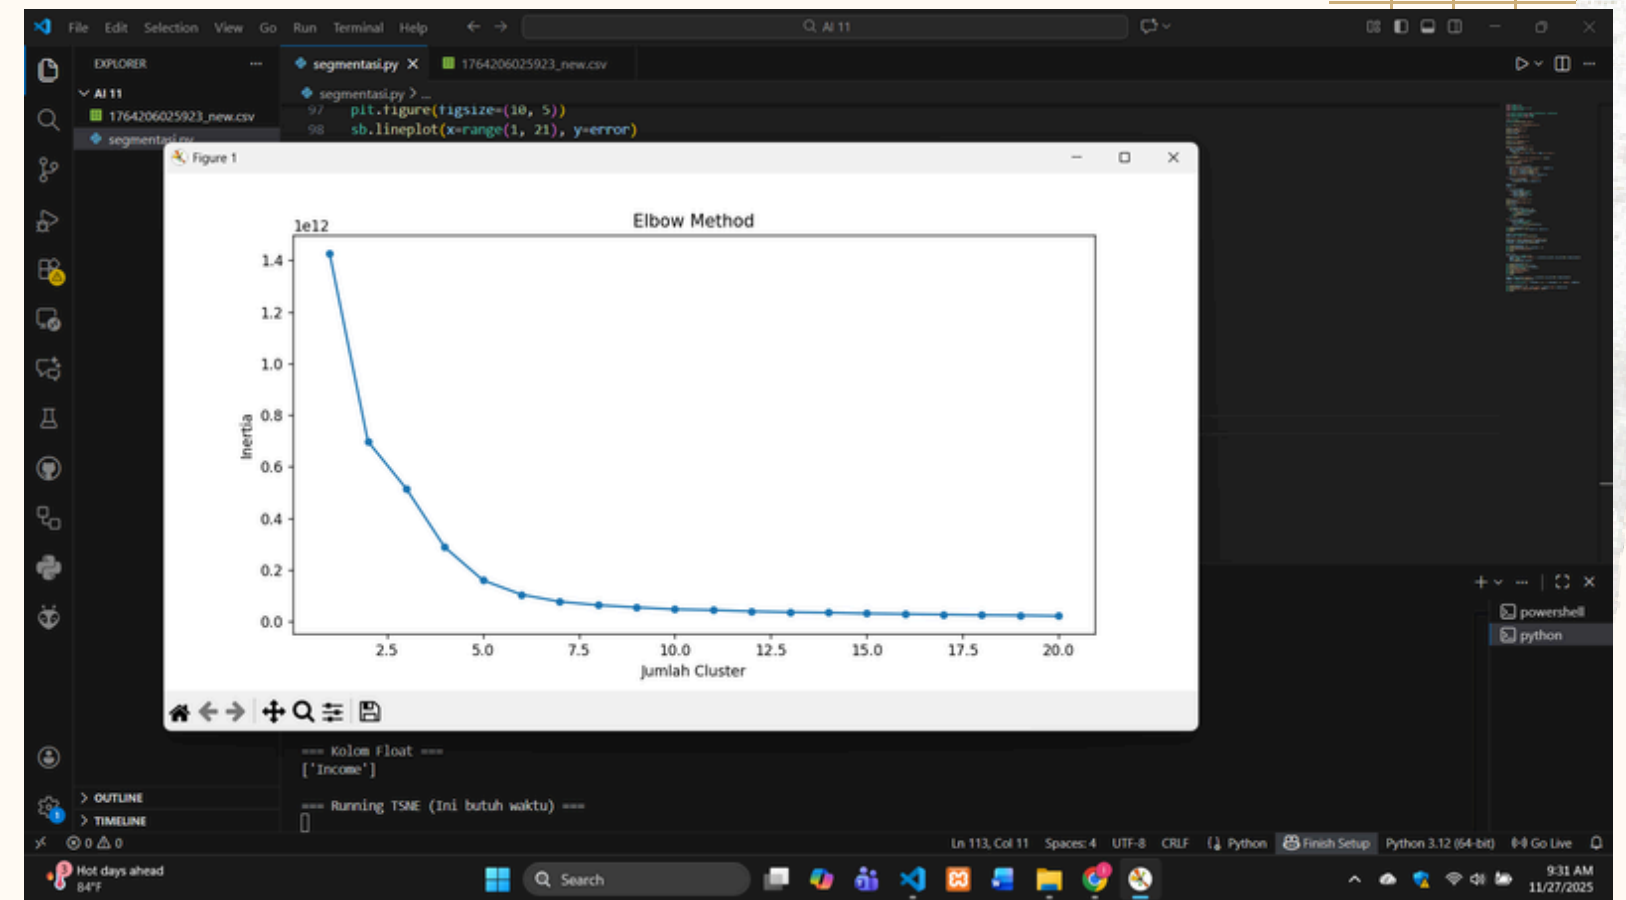 File Edit Selection View Go Run Terminal Help
AI 11
EXPLORER
segmentasi.py
1764206025923_new.csv
AI 11
segmentasi.py > ...
1764206025923_new.csv
segmentasi.py
97 plt.figure(figsize=(10, 5))
98 sb.lineplot(x=range(1, 21), y=error)
Figure 1
Elbow Method
1e12
1.4
1.2
1.0
0.8
0.6
0.4
0.2
0.0
Inertia
2.5 5.0 7.5 10.0 12.5 15.0 17.5 20.0
Jumlah Cluster
powershell
python
=== Kolom Float ===
['Income']
=== Running TSNE (Ini butuh waktu) ===
OUTLINE
TIMELINE
0 0
Ln 113, Col 11 Spaces: 4 UTF-8 CRLF Python Finish Setup Python 3.12 (64-bit) Go Live
Hot days ahead
84°F
Search
9:31 AM
11/27/2025